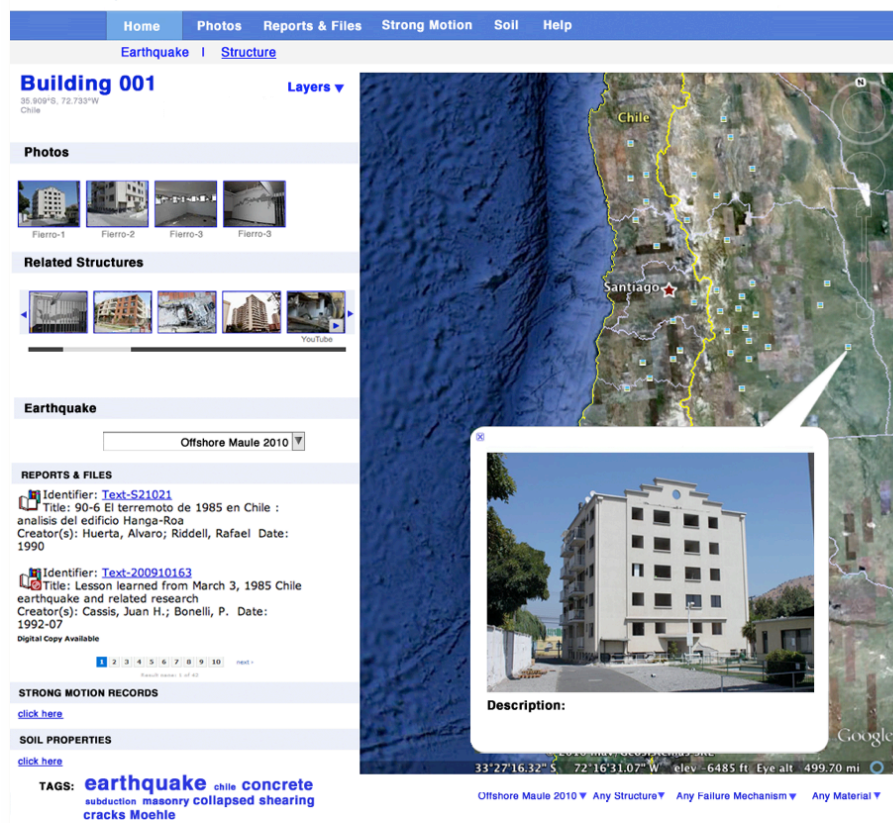 Home Photos Reports & Files Strong Motion Soil Help
Earthquake | Structure
Building 001
Layers ▼
35.909°S, 72.733°W
Chile
Photos
Fierro-1 Fierro-2 Fierro-3 Fierro-3
Related Structures
YouTube
Earthquake
Offshore Maule 2010 ▼
REPORTS & FILES
Identifier: Text-S21021
Title: 90-6 El terremoto de 1985 en Chile :
analisis del edificio Hanga-Roa
Creator(s): Huerta, Alvaro; Riddell, Rafael Date:
1990
Identifier: Text-200910163
Title: Lesson learned from March 3, 1985 Chile
earthquake and related research
Creator(s): Cassis, Juan H.; Bonelli, P. Date:
1992-07
Digital Copy Available
1 2 3 4 5 6 7 8 9 10 next ›
1 of 43
STRONG MOTION RECORDS
click here
SOIL PROPERTIES
click here
TAGS: earthquake chile concrete
subduction masonry collapsed shearing
cracks Moehle
N
Chile
Santiago
Description:
Google
33°27'16.32" S 72°16'31.07" W elev -6485 ft Eye alt 499.70 mi
Offshore Maule 2010 ▼ Any Structure ▼ Any Failure Mechanism ▼ Any Material ▼